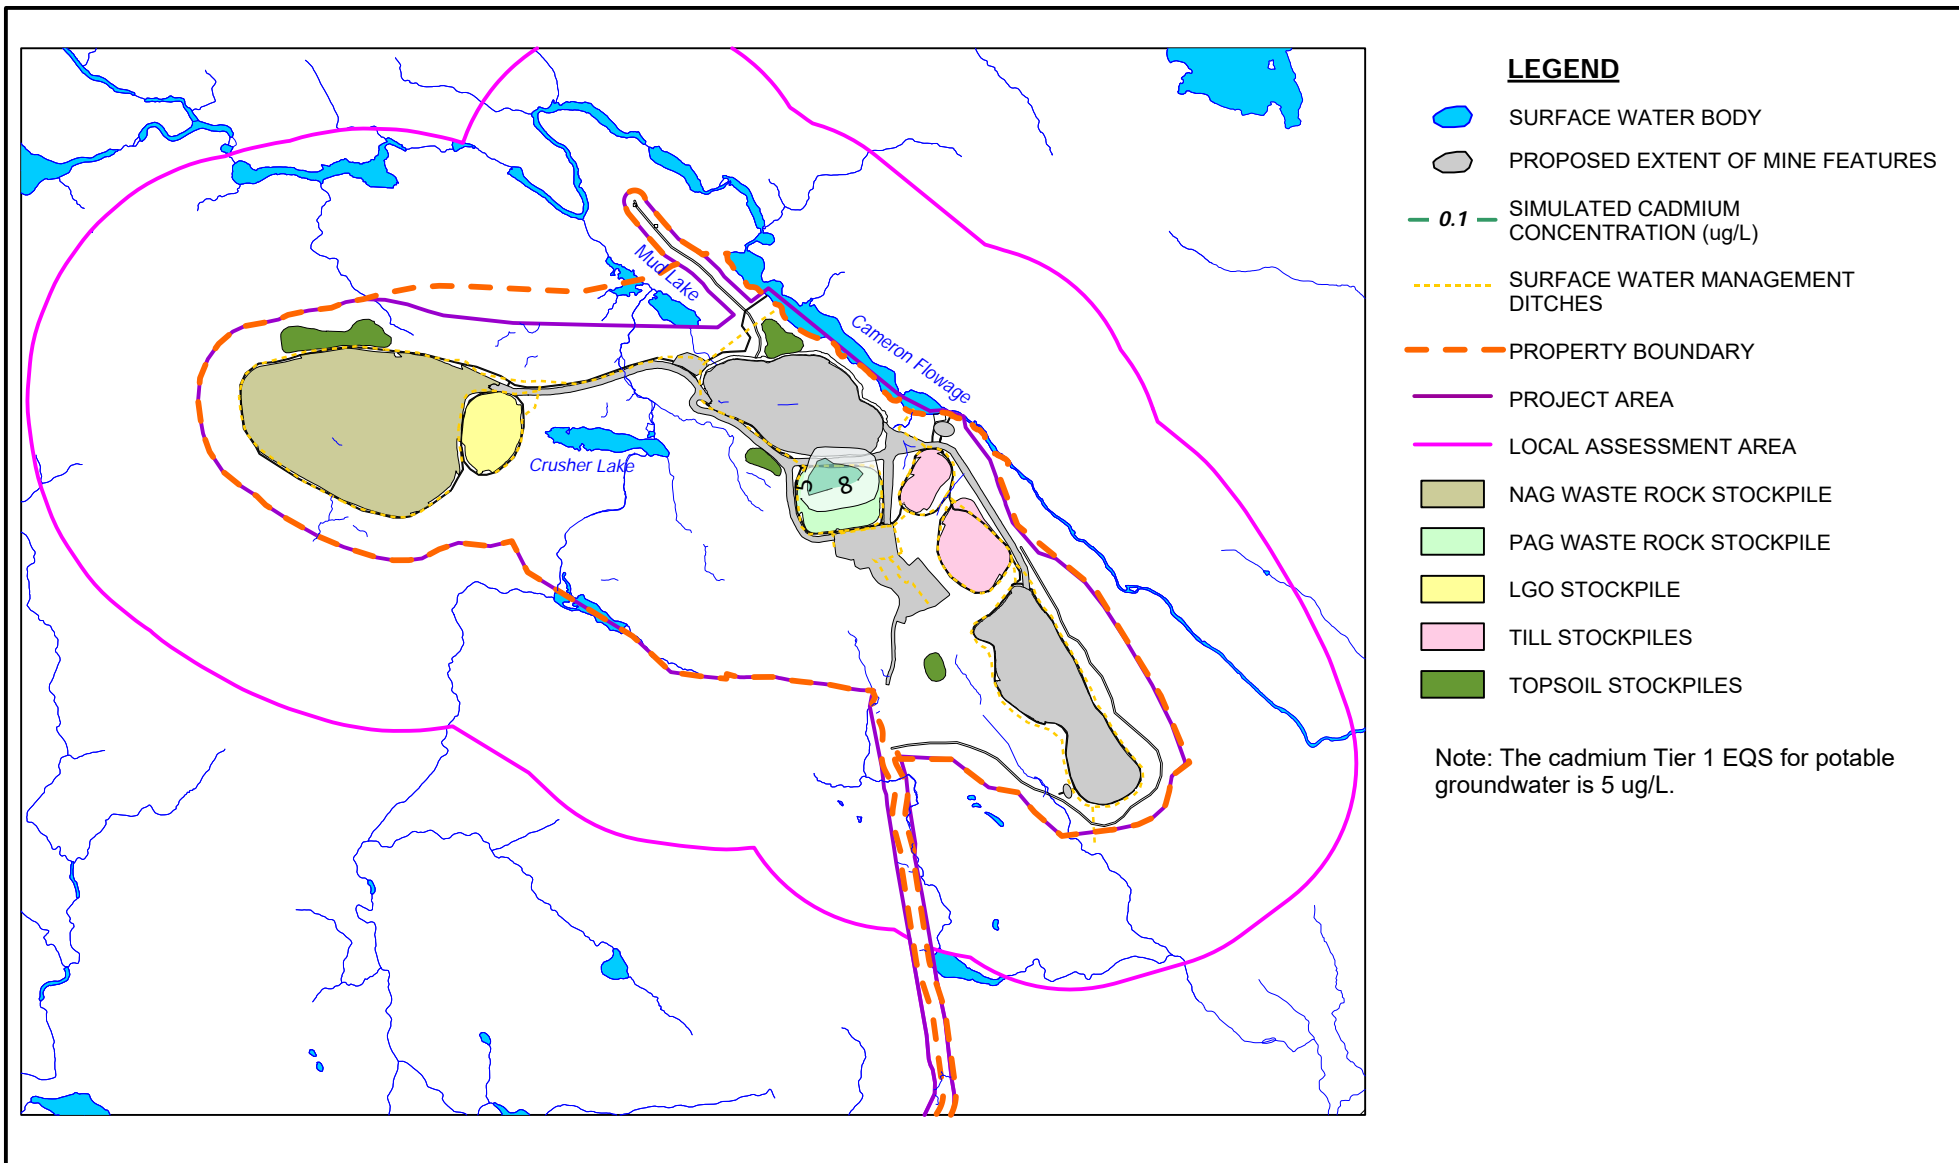 Mud Lake
Cameron Flowage
Crusher Lake
5
8
LEGEND
SURFACE WATER BODY
PROPOSED EXTENT OF MINE FEATURES
0.1
SIMULATED CADMIUM
CONCENTRATION (ug/L)
SURFACE WATER MANAGEMENT
DITCHES
PROPERTY BOUNDARY
PROJECT AREA
LOCAL ASSESSMENT AREA
NAG WASTE ROCK STOCKPILE
PAG WASTE ROCK STOCKPILE
LGO STOCKPILE
TILL STOCKPILES
TOPSOIL STOCKPILES
Note: The cadmium Tier 1 EQS for potable
groundwater is 5 ug/L.